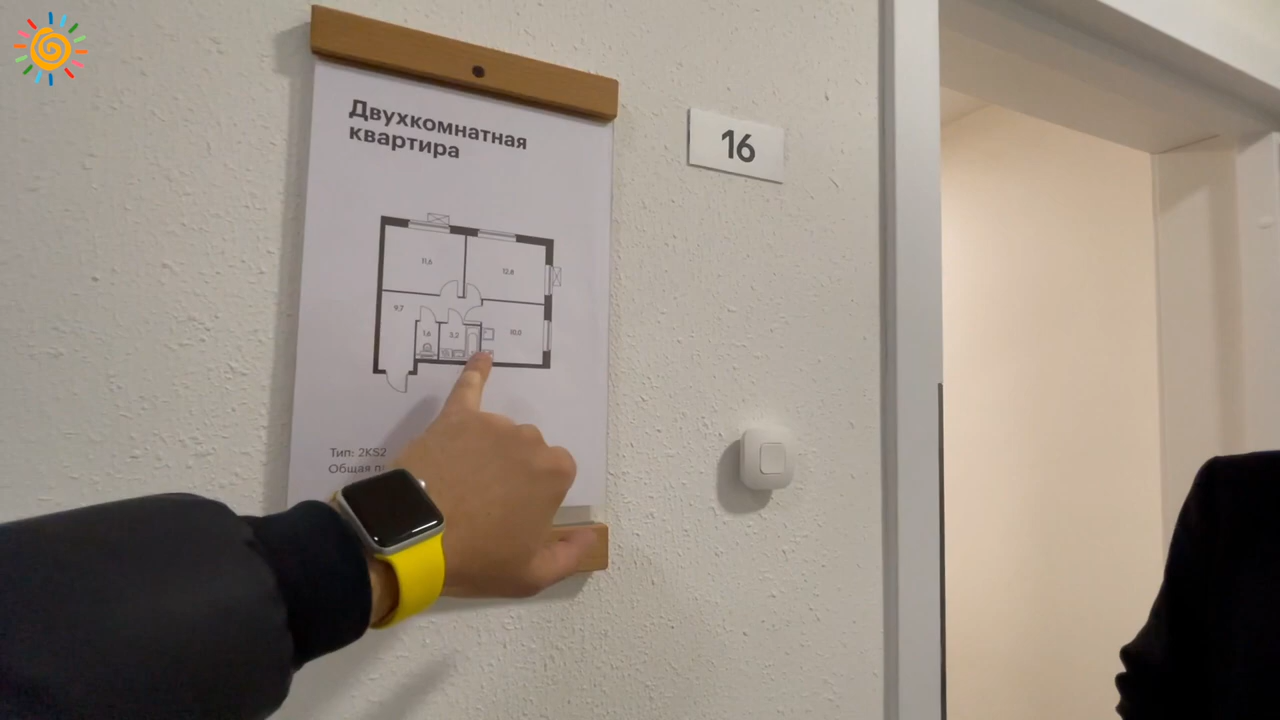 Двухкомнатная
квартира
16
11,6
12,8
9,7
1,6
3,2
10,0
Тип: 2KS2
Общая